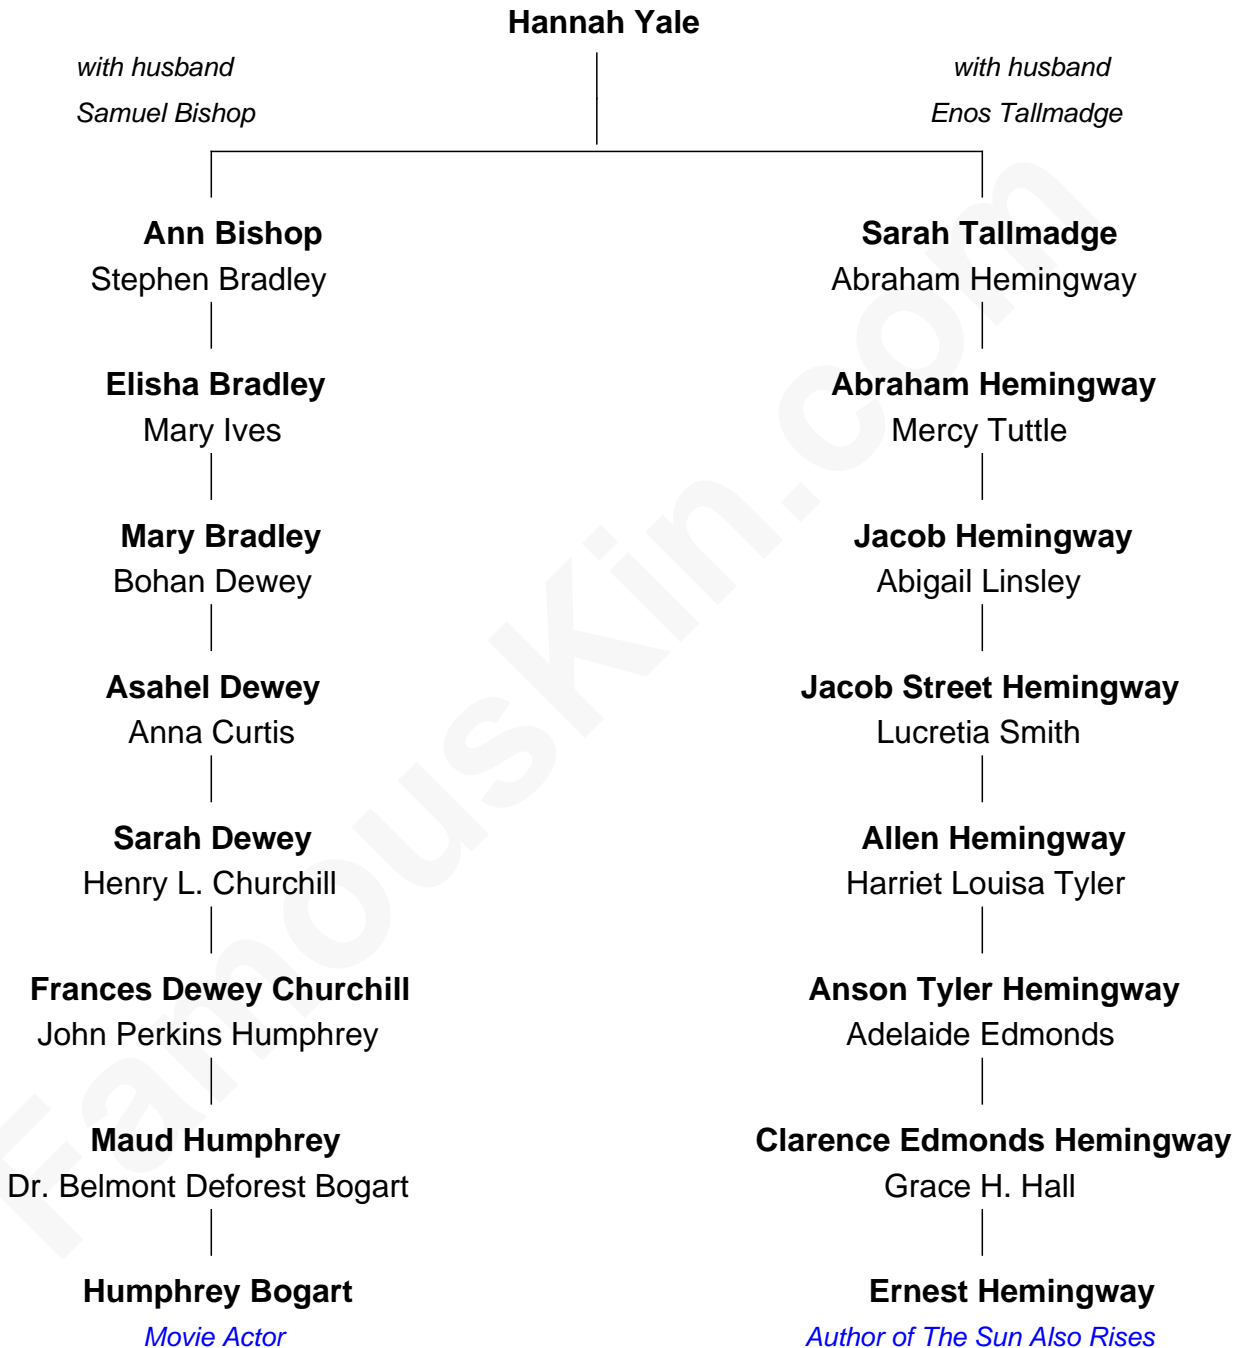 Hannah Yale
with husband
Samuel Bishop
with husband
Enos Tallmadge
Ann Bishop
Stephen Bradley
Sarah Tallmadge
Abraham Hemingway
Elisha Bradley
Mary Ives
Abraham Hemingway
Mercy Tuttle
Mary Bradley
Bohan Dewey
Jacob Hemingway
Abigail Linsley
Asahel Dewey
Anna Curtis
Jacob Street Hemingway
Lucretia Smith
Sarah Dewey
Henry L. Churchill
Allen Hemingway
Harriet Louisa Tyler
Frances Dewey Churchill
John Perkins Humphrey
Anson Tyler Hemingway
Adelaide Edmonds
Maud Humphrey
Dr. Belmont Deforest Bogart
Clarence Edmonds Hemingway
Grace H. Hall
Humphrey Bogart
Movie Actor
Ernest Hemingway
Author of The Sun Also Rises
FamousKin.com